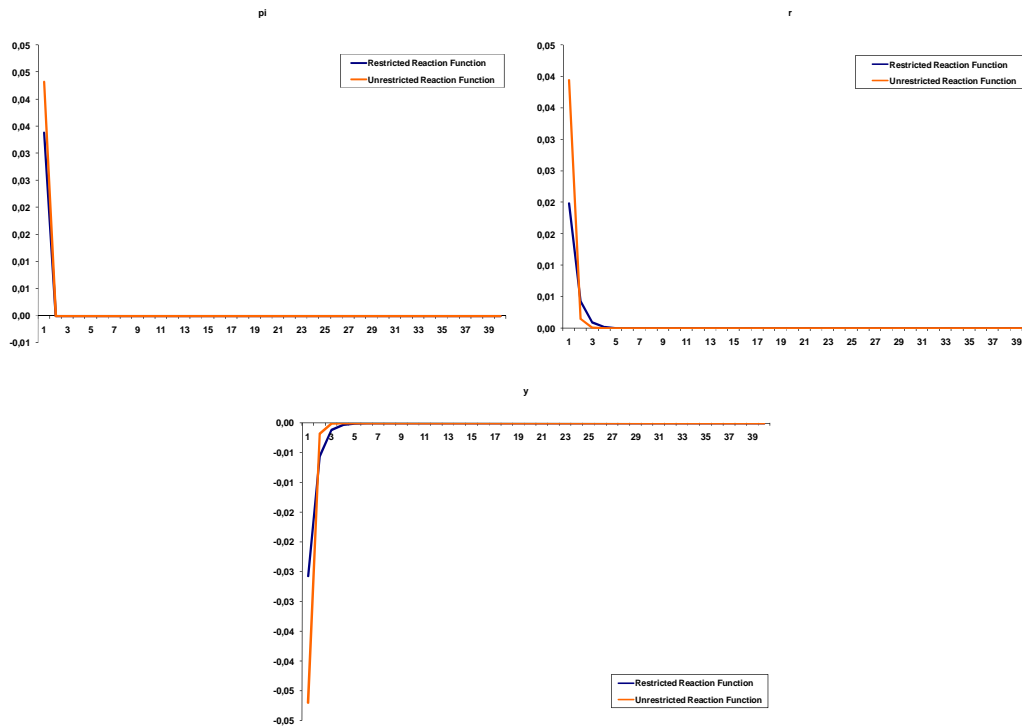 pi
0,05
0,05
0,04
0,04
0,03
0,02
0,02
0,01
0,01
0,00
-0,01
1 3 5 7 9 11 13 15 17 19 21 23 25 27 29 31 33 35 37 39
Restricted Reaction Function
Unrestricted Reaction Function
r
0,05
0,04
0,04
0,03
0,03
0,02
0,02
0,01
0,01
0,00
1 3 5 7 9 11 13 15 17 19 21 23 25 27 29 31 33 35 37 39
Restricted Reaction Function
Unrestricted Reaction Function
y
0,00
-0,01
-0,01
-0,02
-0,02
-0,03
-0,03
-0,04
-0,04
-0,05
-0,05
1 3 5 7 9 11 13 15 17 19 21 23 25 27 29 31 33 35 37 39
Restricted Reaction Function
Unrestricted Reaction Function